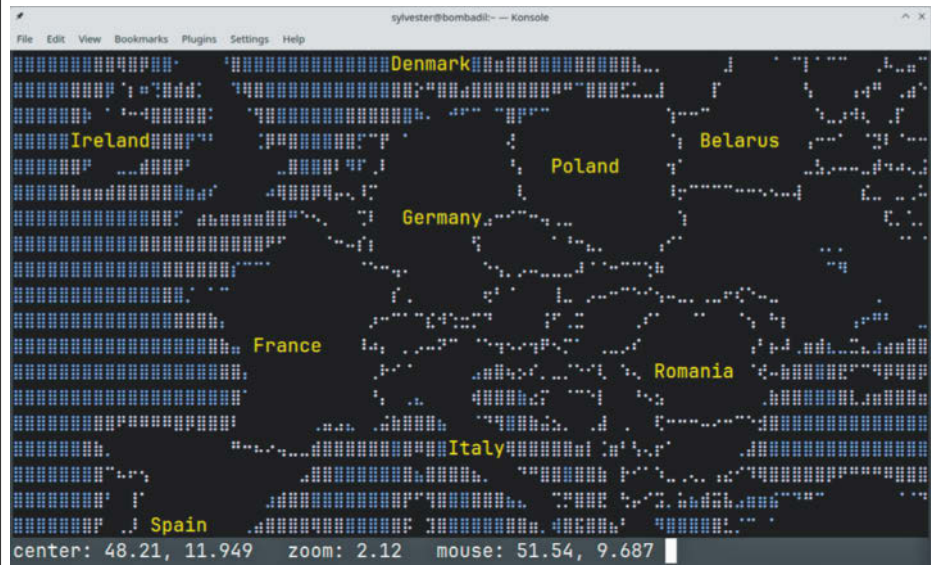 sylvester@bombadil:~ — Konsole
File Edit View Bookmarks Plugins Settings Help
Denmark
Ireland
Belarus
Poland
Germany
France
Romania
Italy
Spain
center: 48.21, 11.949 zoom: 2.12 mouse: 51.54, 9.687